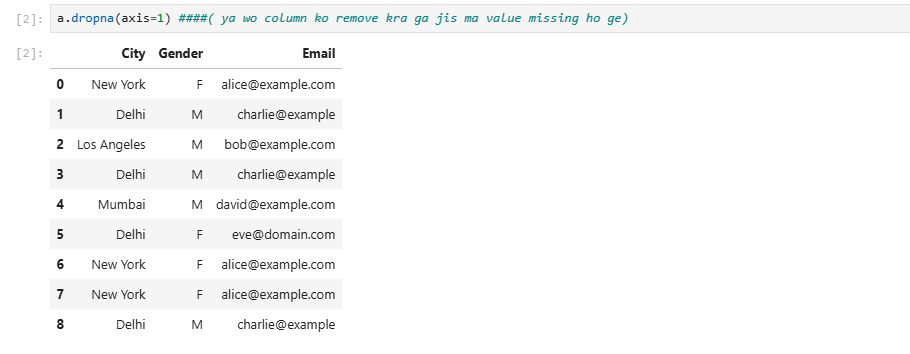 [2]: a.dropna(axis=1) ####( ya wo column ko remove kra ga jis ma value missing ho ge)
[2]: City Gender Email
0 New York F alice@example.com
1 Delhi M charlie@example
2 Los Angeles M bob@example.com
3 Delhi M charlie@example
4 Mumbai M david@example.com
5 Delhi F eve@domain.com
6 New York F alice@example.com
7 New York F alice@example.com
8 Delhi M charlie@example